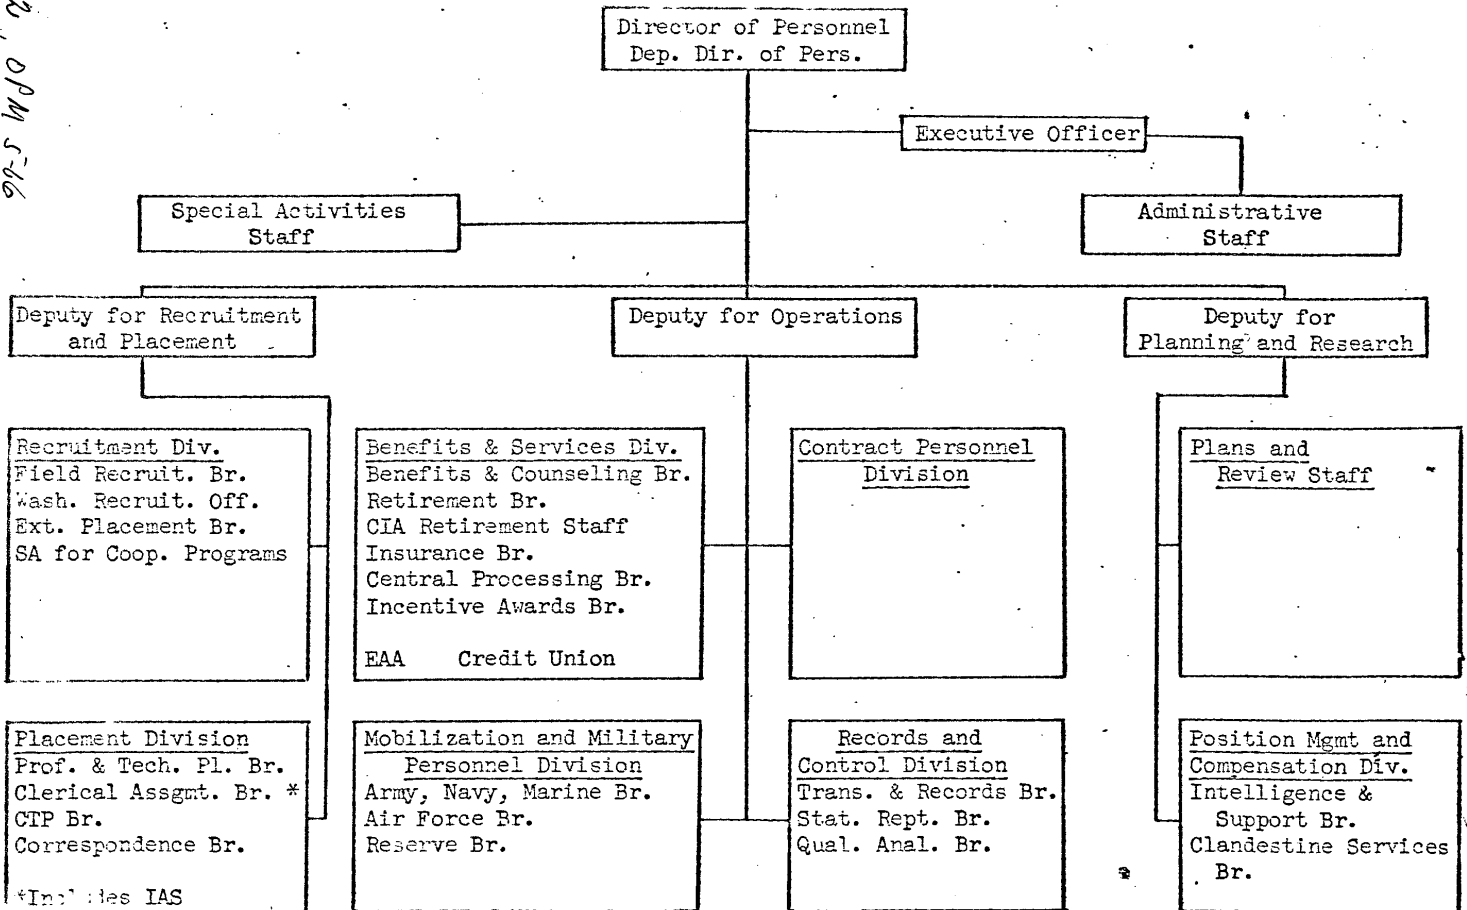 2, OPM 5-66
Director of Personnel
Dep. Dir. of Pers.
Executive Officer
Special Activities
Staff
Administrative
Staff
Deputy for Recruitment
and Placement
Deputy for Operations
Deputy for
Planning and Research
Recruitment Div.
Field Recruit. Br.
Wash. Recruit. Off.
Ext. Placement Br.
SA for Coop. Programs
Benefits & Services Div.
Benefits & Counseling Br.
Retirement Br.
CIA Retirement Staff
Insurance Br.
Central Processing Br.
Incentive Awards Br.
EAA Credit Union
Contract Personnel
Division
Plans and
Review Staff
Placement Division
Prof. & Tech. Pl. Br.
Clerical Assgmt. Br. *
CTP Br.
Correspondence Br.
*Includes IAS
Mobilization and Military
Personnel Division
Army, Navy, Marine Br.
Air Force Br.
Reserve Br.
Records and
Control Division
Trans. & Records Br.
Stat. Rept. Br.
Qual. Anal. Br.
Position Mgmt and
Compensation Div.
Intelligence &
Support Br.
Clandestine Services
Br.